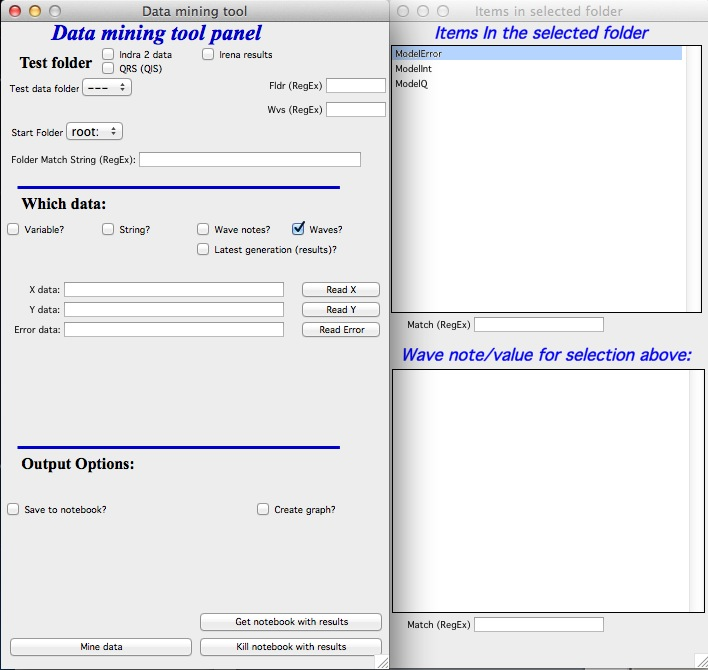 Data mining tool
Data mining tool panel
Test folder
Indra 2 data
Irena results
QRS (QIS)
Test data folder
---
Fldr (RegEx)
Wvs (RegEx)
Start Folder
root:
Folder Match String (RegEx):
Which data:
Variable?
String?
Wave notes?
Waves?
Latest generation (results)?
X data:
Read X
Y data:
Read Y
Error data:
Read Error
Output Options:
Save to notebook?
Create graph?
Get notebook with results
Mine data
Kill notebook with results
Items in selected folder
Items In the selected folder
ModelError
ModelInt
ModelQ
Match (RegEx)
Wave note/value for selection above:
Match (RegEx)